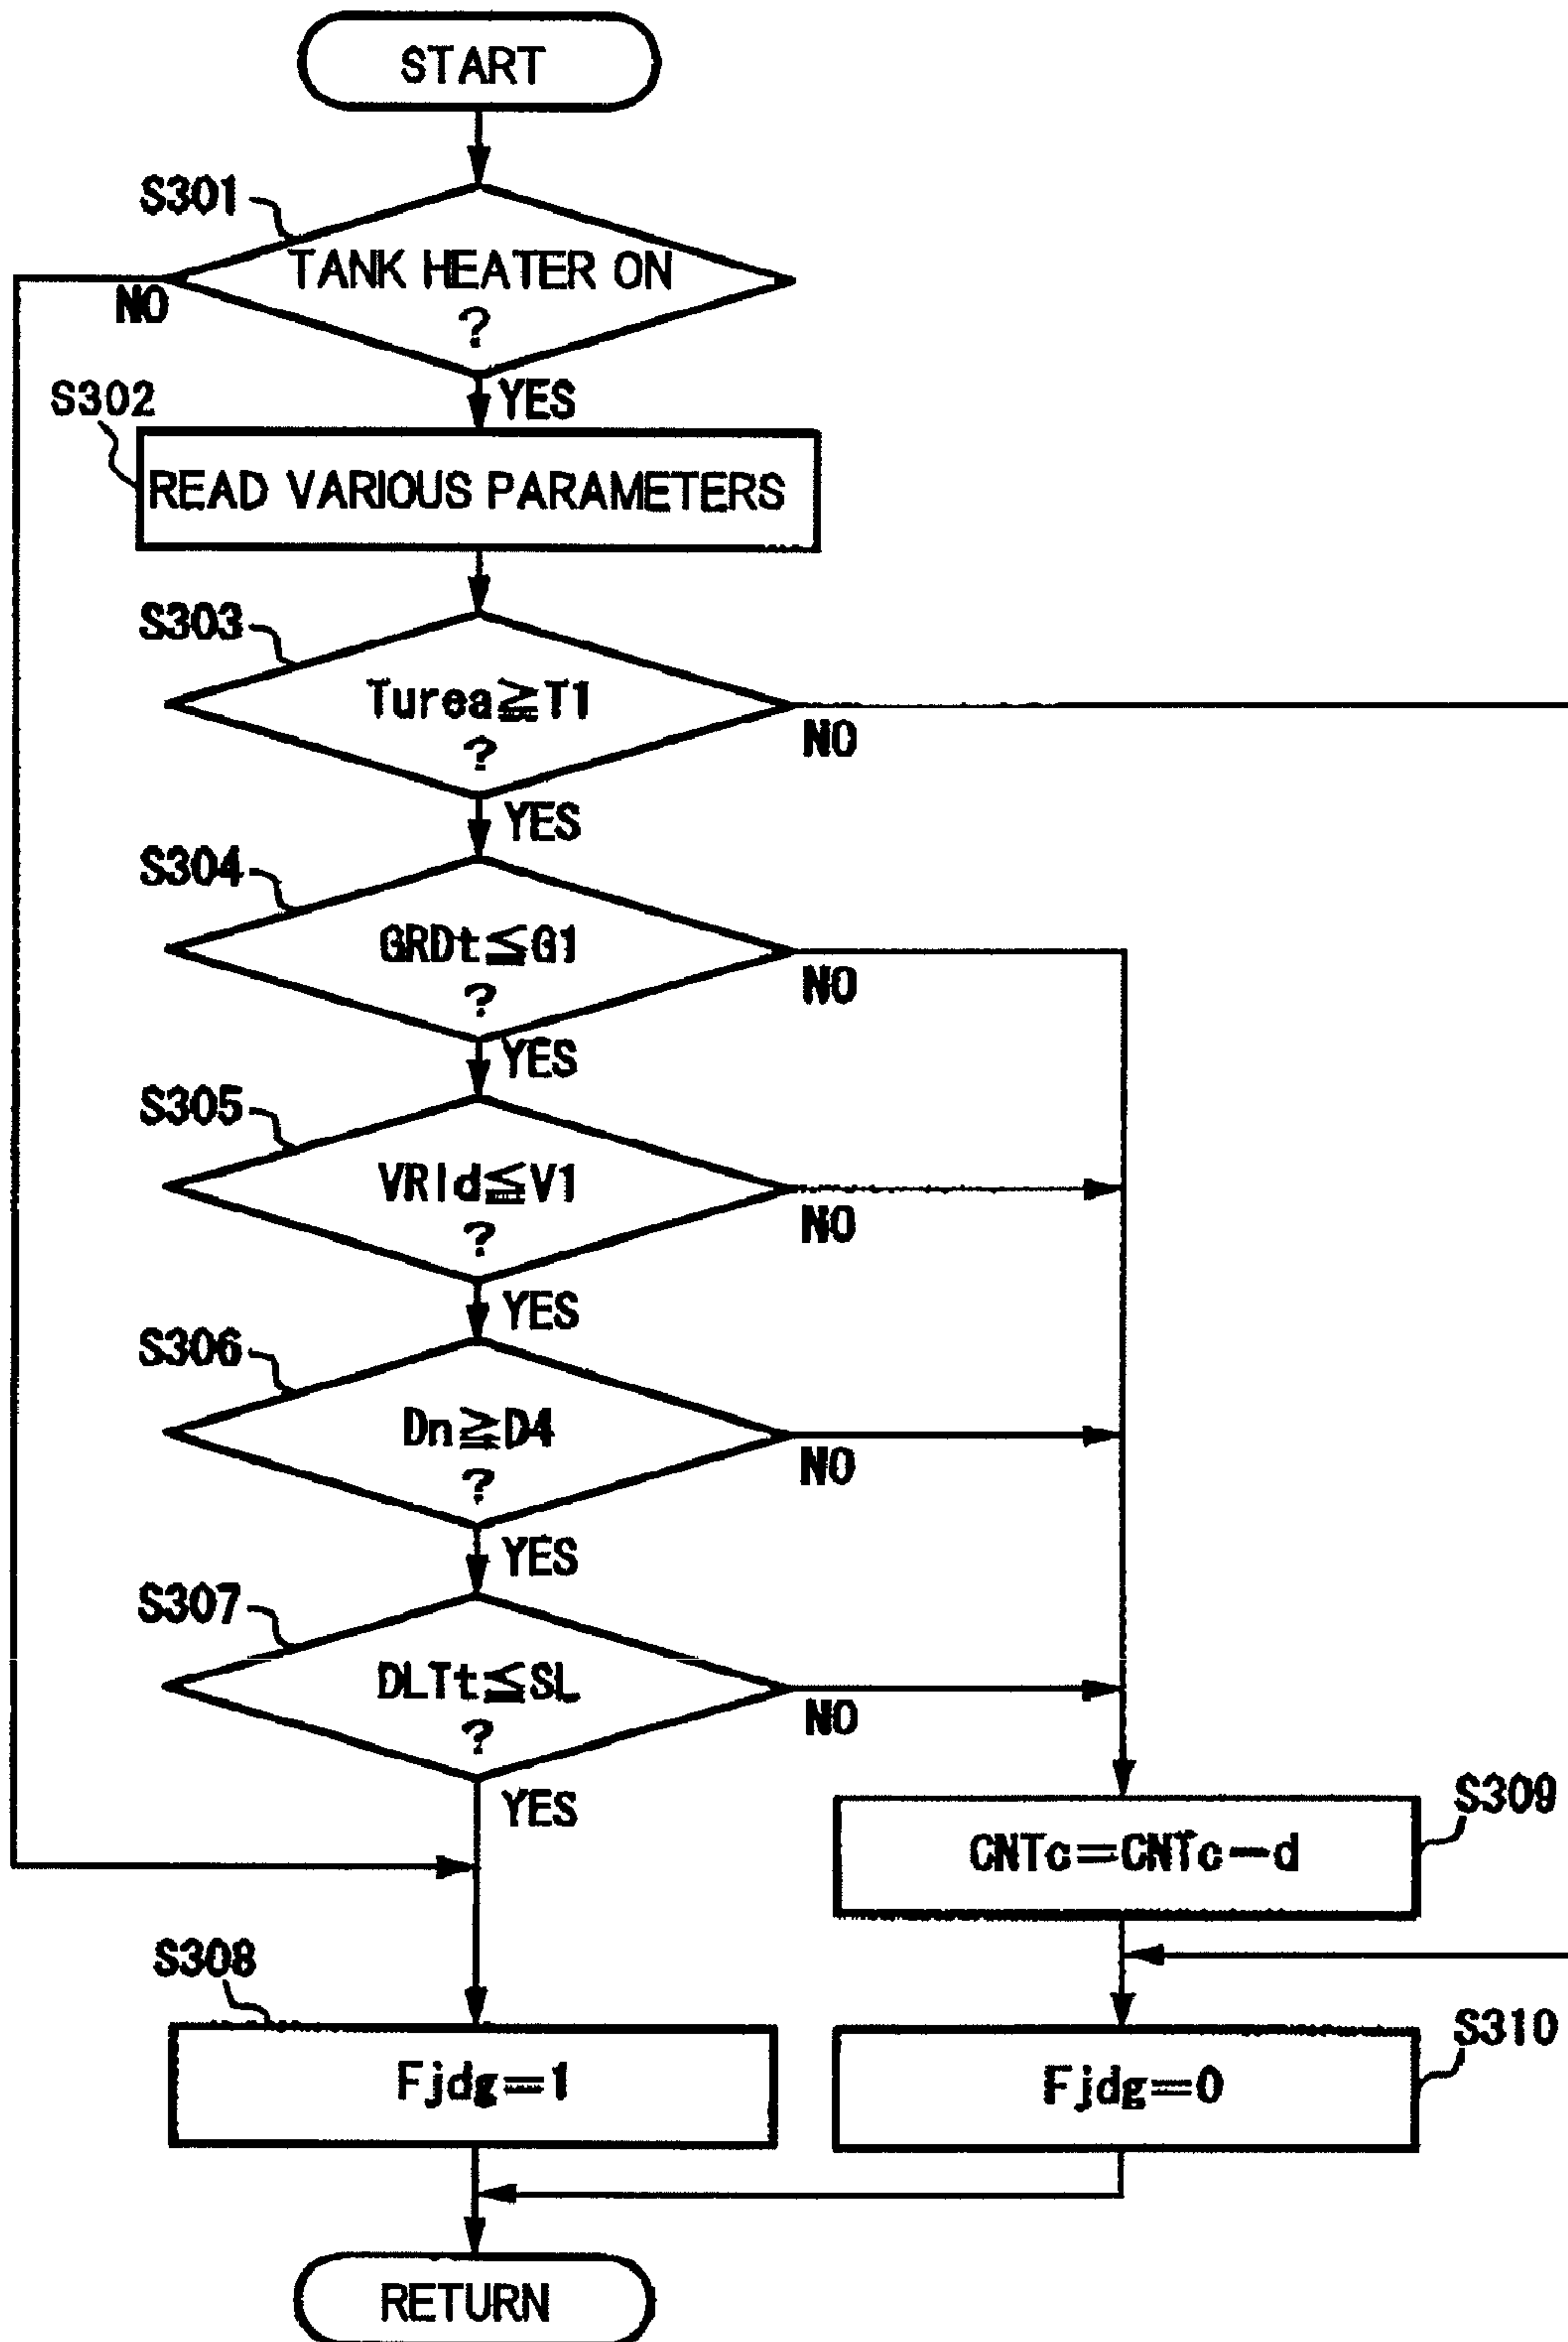 START
S301
TANK HEATER ON
?
NO
YES
S302
READ VARIOUS PARAMETERS
S303
Turea≧T1
?
NO
YES
S304
GRDt≦G1
?
NO
YES
S305
VRld≦V1
?
NO
YES
S306
Dn≧D4
?
NO
YES
S307
DLTt≦SL
?
NO
YES
S309
CNTc=CNTc-d
S308
Fjdg=1
S310
Fjdg=0
RETURN